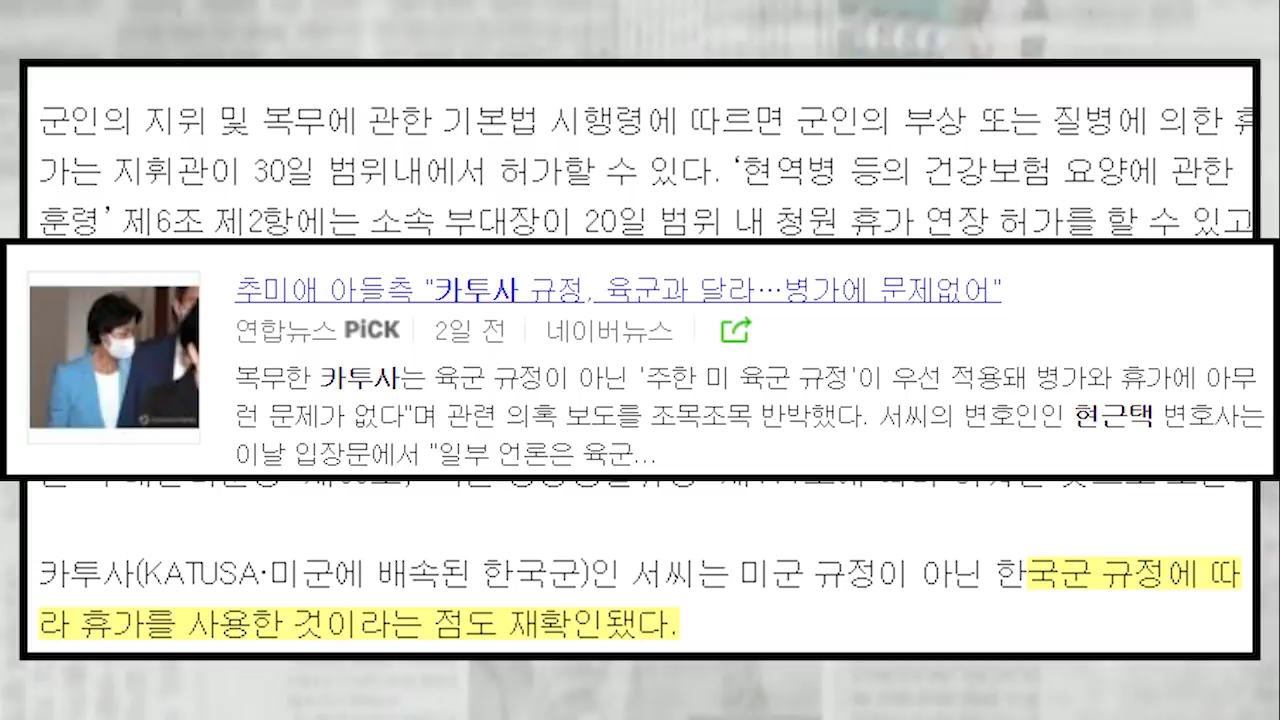 군인의 지위 및 복무에 관한 기본법 시행령에 따르면 군인의 부상 또는 질병에 의한 휴
가는 지휘관이 30일 범위내에서 허가할 수 있다. ‘현역병 등의 건강보험 요양에 관한
훈령’ 제6조 제2항에는 소속 부대장이 20일 범위 내 청원 휴가 연장 허가를 할 수 있고
추미애 아들측 "카투사 규정, 육군과 달라…병가에 문제없어"
연합뉴스 PiCK 2일 전 네이버뉴스
복무한 카투사는 육군 규정이 아닌 '주한 미 육군 규정'이 우선 적용돼 병가와 휴가에 아무
런 문제가 없다"며 관련 의혹 보도를 조목조목 반박했다. 서씨의 변호인인 현근택 변호사는
이날 입장문에서 "일부 언론은 육군...
카투사(KATUSA·미군에 배속된 한국군)인 서씨는 미군 규정이 아닌 한국군 규정에 따
라 휴가를 사용한 것이라는 점도 재확인됐다.